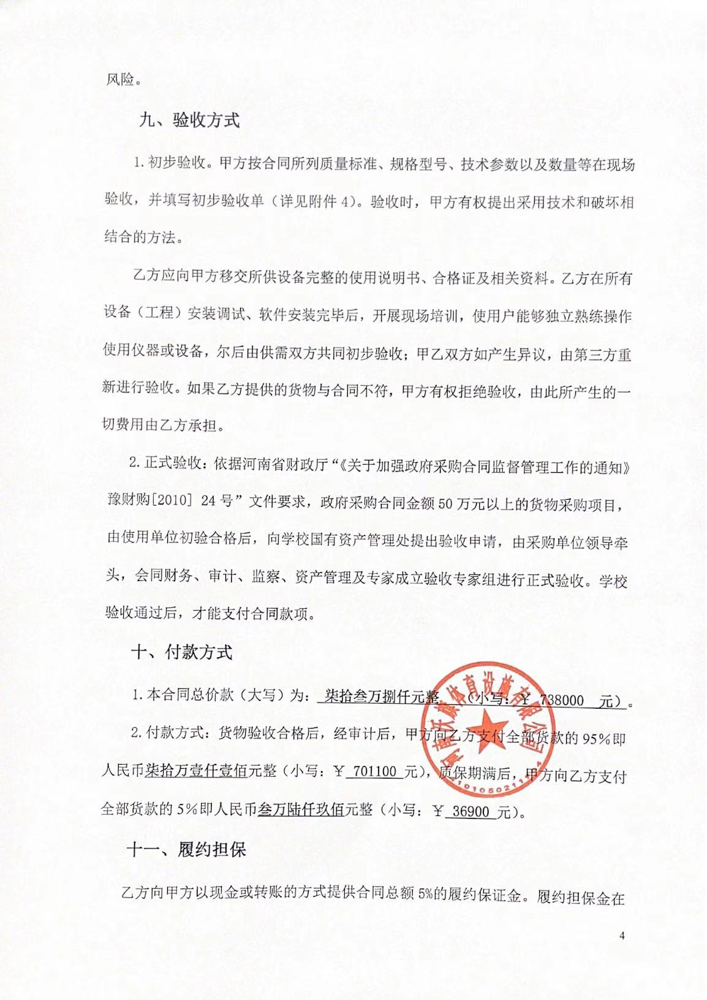 风险。
九、验收方式
1.初步验收。甲方按合同所列质量标准、规格型号、技术参数以及数量等在现场
验收，并填写初步验收单（详见附件 4）。验收时，甲方有权提出采用技术和破坏相
结合的方法。
乙方应向甲方移交所供设备完整的使用说明书、合格证及相关资料。乙方在所有
设备（工程）安装调试、软件安装完毕后，开展现场培训，使用户能够独立熟练操作
使用仪器或设备，尔后由供需双方共同初步验收；甲乙双方如产生异议，由第三方重
新进行验收。如果乙方提供的货物与合同不符，甲方有权拒绝验收，由此所产生的一
切费用由乙方承担。
2.正式验收：依据河南省财政厅“《关于加强政府采购合同监督管理工作的通知》
豫财购[2010] 24 号”文件要求，政府采购合同金额 50 万元以上的货物采购项目，
由使用单位初验合格后，向学校国有资产管理处提出验收申请，由采购单位领导牵
头，会同财务、审计、监察、资产管理及专家成立验收专家组进行正式验收。学校
验收通过后，才能支付合同款项。
十、付款方式
1.本合同总价款（大写）为：柒拾叁万捌仟元整 （小写：￥ 738000 元）。
2.付款方式：货物验收合格后，经审计后，甲方向乙方支付全部货款的 95%即
人民币柒拾万壹仟壹佰元整（小写：￥ 701100 元），质保期满后，甲方向乙方支付
全部货款的 5%即人民币叁万陆仟玖佰元整（小写：￥ 36900 元）。
河南沃旗体育设施有限公司
十一、履约担保
乙方向甲方以现金或转账的方式提供合同总额 5%的履约保证金。履约担保金在
4